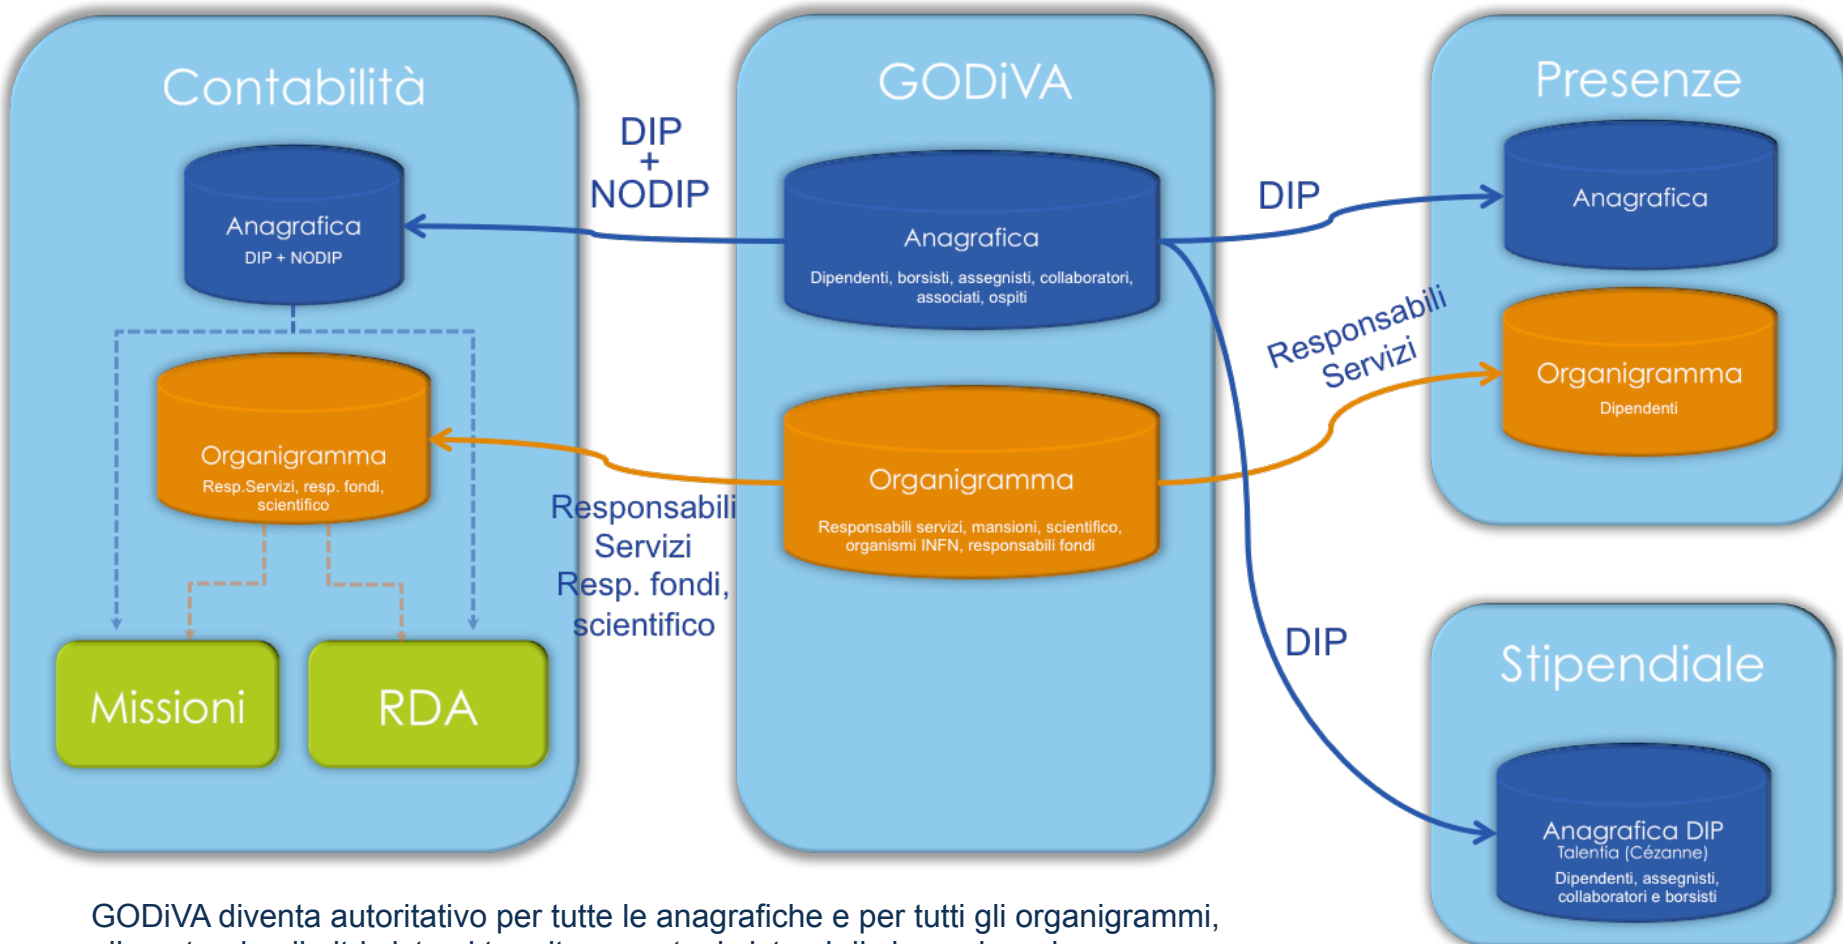 Contabilità
Anagrafica
DIP + NODIP
Organigramma
Resp.Servizi, resp. fondi,
scientifico
Missioni
RDA
DIP
+
NODIP
Responsabili
Servizi
Resp. fondi,
scientifico
GODiVA
Anagrafica
Dipendenti, borsisti, assegnisti, collaboratori,
associati, ospiti
Organigramma
Responsabili servizi, mansioni, scientifico,
organismi INFN, responsabili fondi
DIP
Responsabili
Servizi
DIP
Presenze
Anagrafica
Organigramma
Dipendenti
Stipendiale
Anagrafica DIP
Talentia (Cézanne)
Dipendenti, assegnisti,
collaboratori e borsisti
GODiVA diventa autoritativo per tutte le anagrafiche e per tutti gli organigrammi,